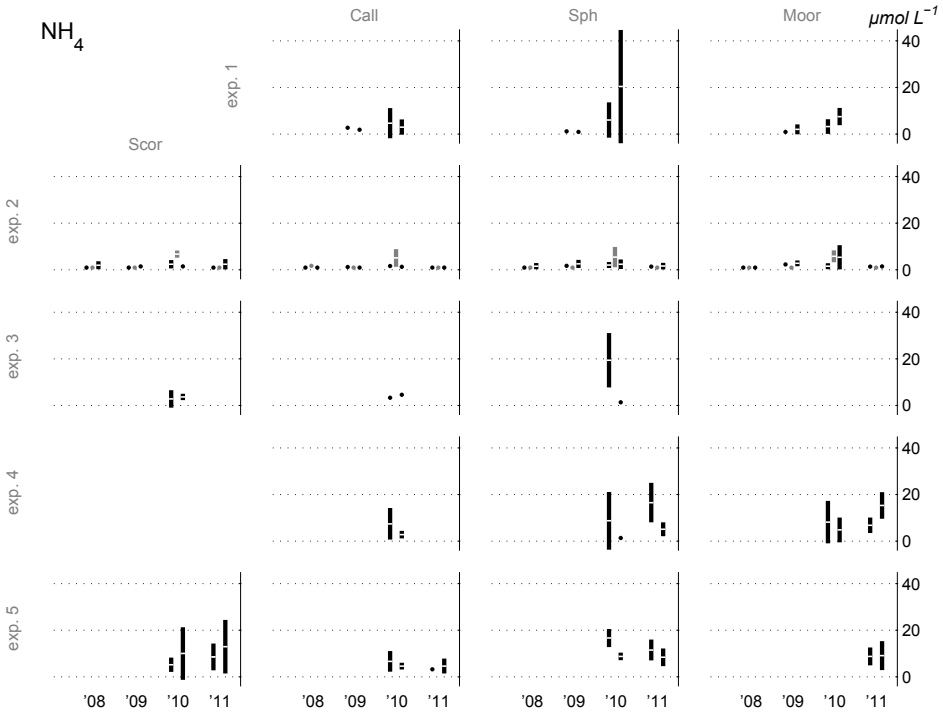 NH4
Call Sph Moor μmol L−1
exp. 1
40
20
0
Scor
exp. 2
40
20
0
exp. 3
40
20
0
exp. 4
40
20
0
exp. 5
40
20
0
'08 '09 '10 '11 '08 '09 '10 '11 '08 '09 '10 '11 '08 '09 '10 '11